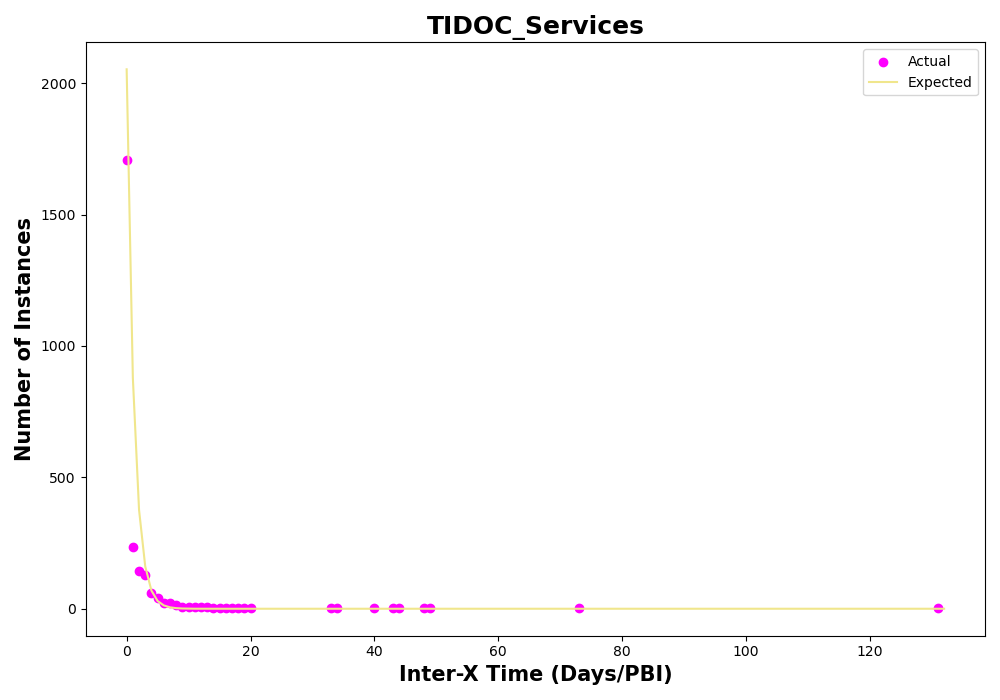 TIDOC_Services
Actual
Expected
2000
1500
1000
500
0
Number of Instances
0 20 40 60 80 100 120
Inter-X Time (Days/PBI)